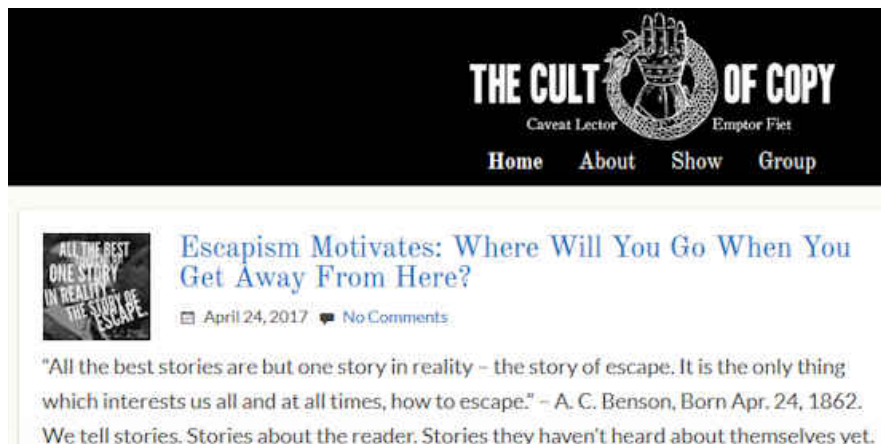 THE CULT OF COPY
Caveat Lector Emptor Fiet
Home About Show Group
ALL THE BEST
ONE STORY
IN REALITY –
THE STORY OF
ESCAPE.
Escapism Motivates: Where Will You Go When You
Get Away From Here?
April 24, 2017 No Comments
"All the best stories are but one story in reality – the story of escape. It is the only thing
which interests us all and at all times, how to escape." – A. C. Benson, Born Apr. 24, 1862.
We tell stories. Stories about the reader. Stories they haven't heard about themselves yet.